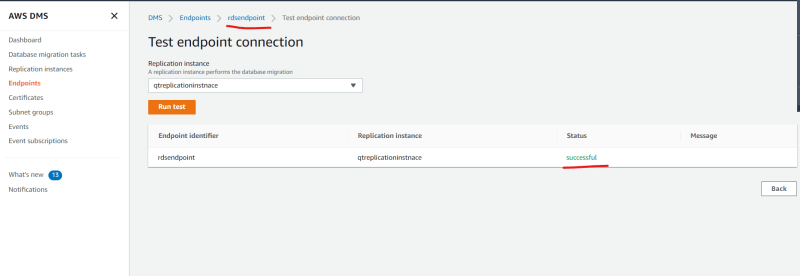 AWS DMS
Dashboard
Database migration tasks
Replication instances
Endpoints
Certificates
Subnet groups
Events
Event subscriptions
What's new 13
Notifications
DMS > Endpoints > rdsendpoint > Test endpoint connection
Test endpoint connection
Replication instance
A replication instance performs the database migration
qtreplicationinstnace
Run test
Endpoint identifier Replication instance Status Message
rdsendpoint qtreplicationinstnace successful
Back